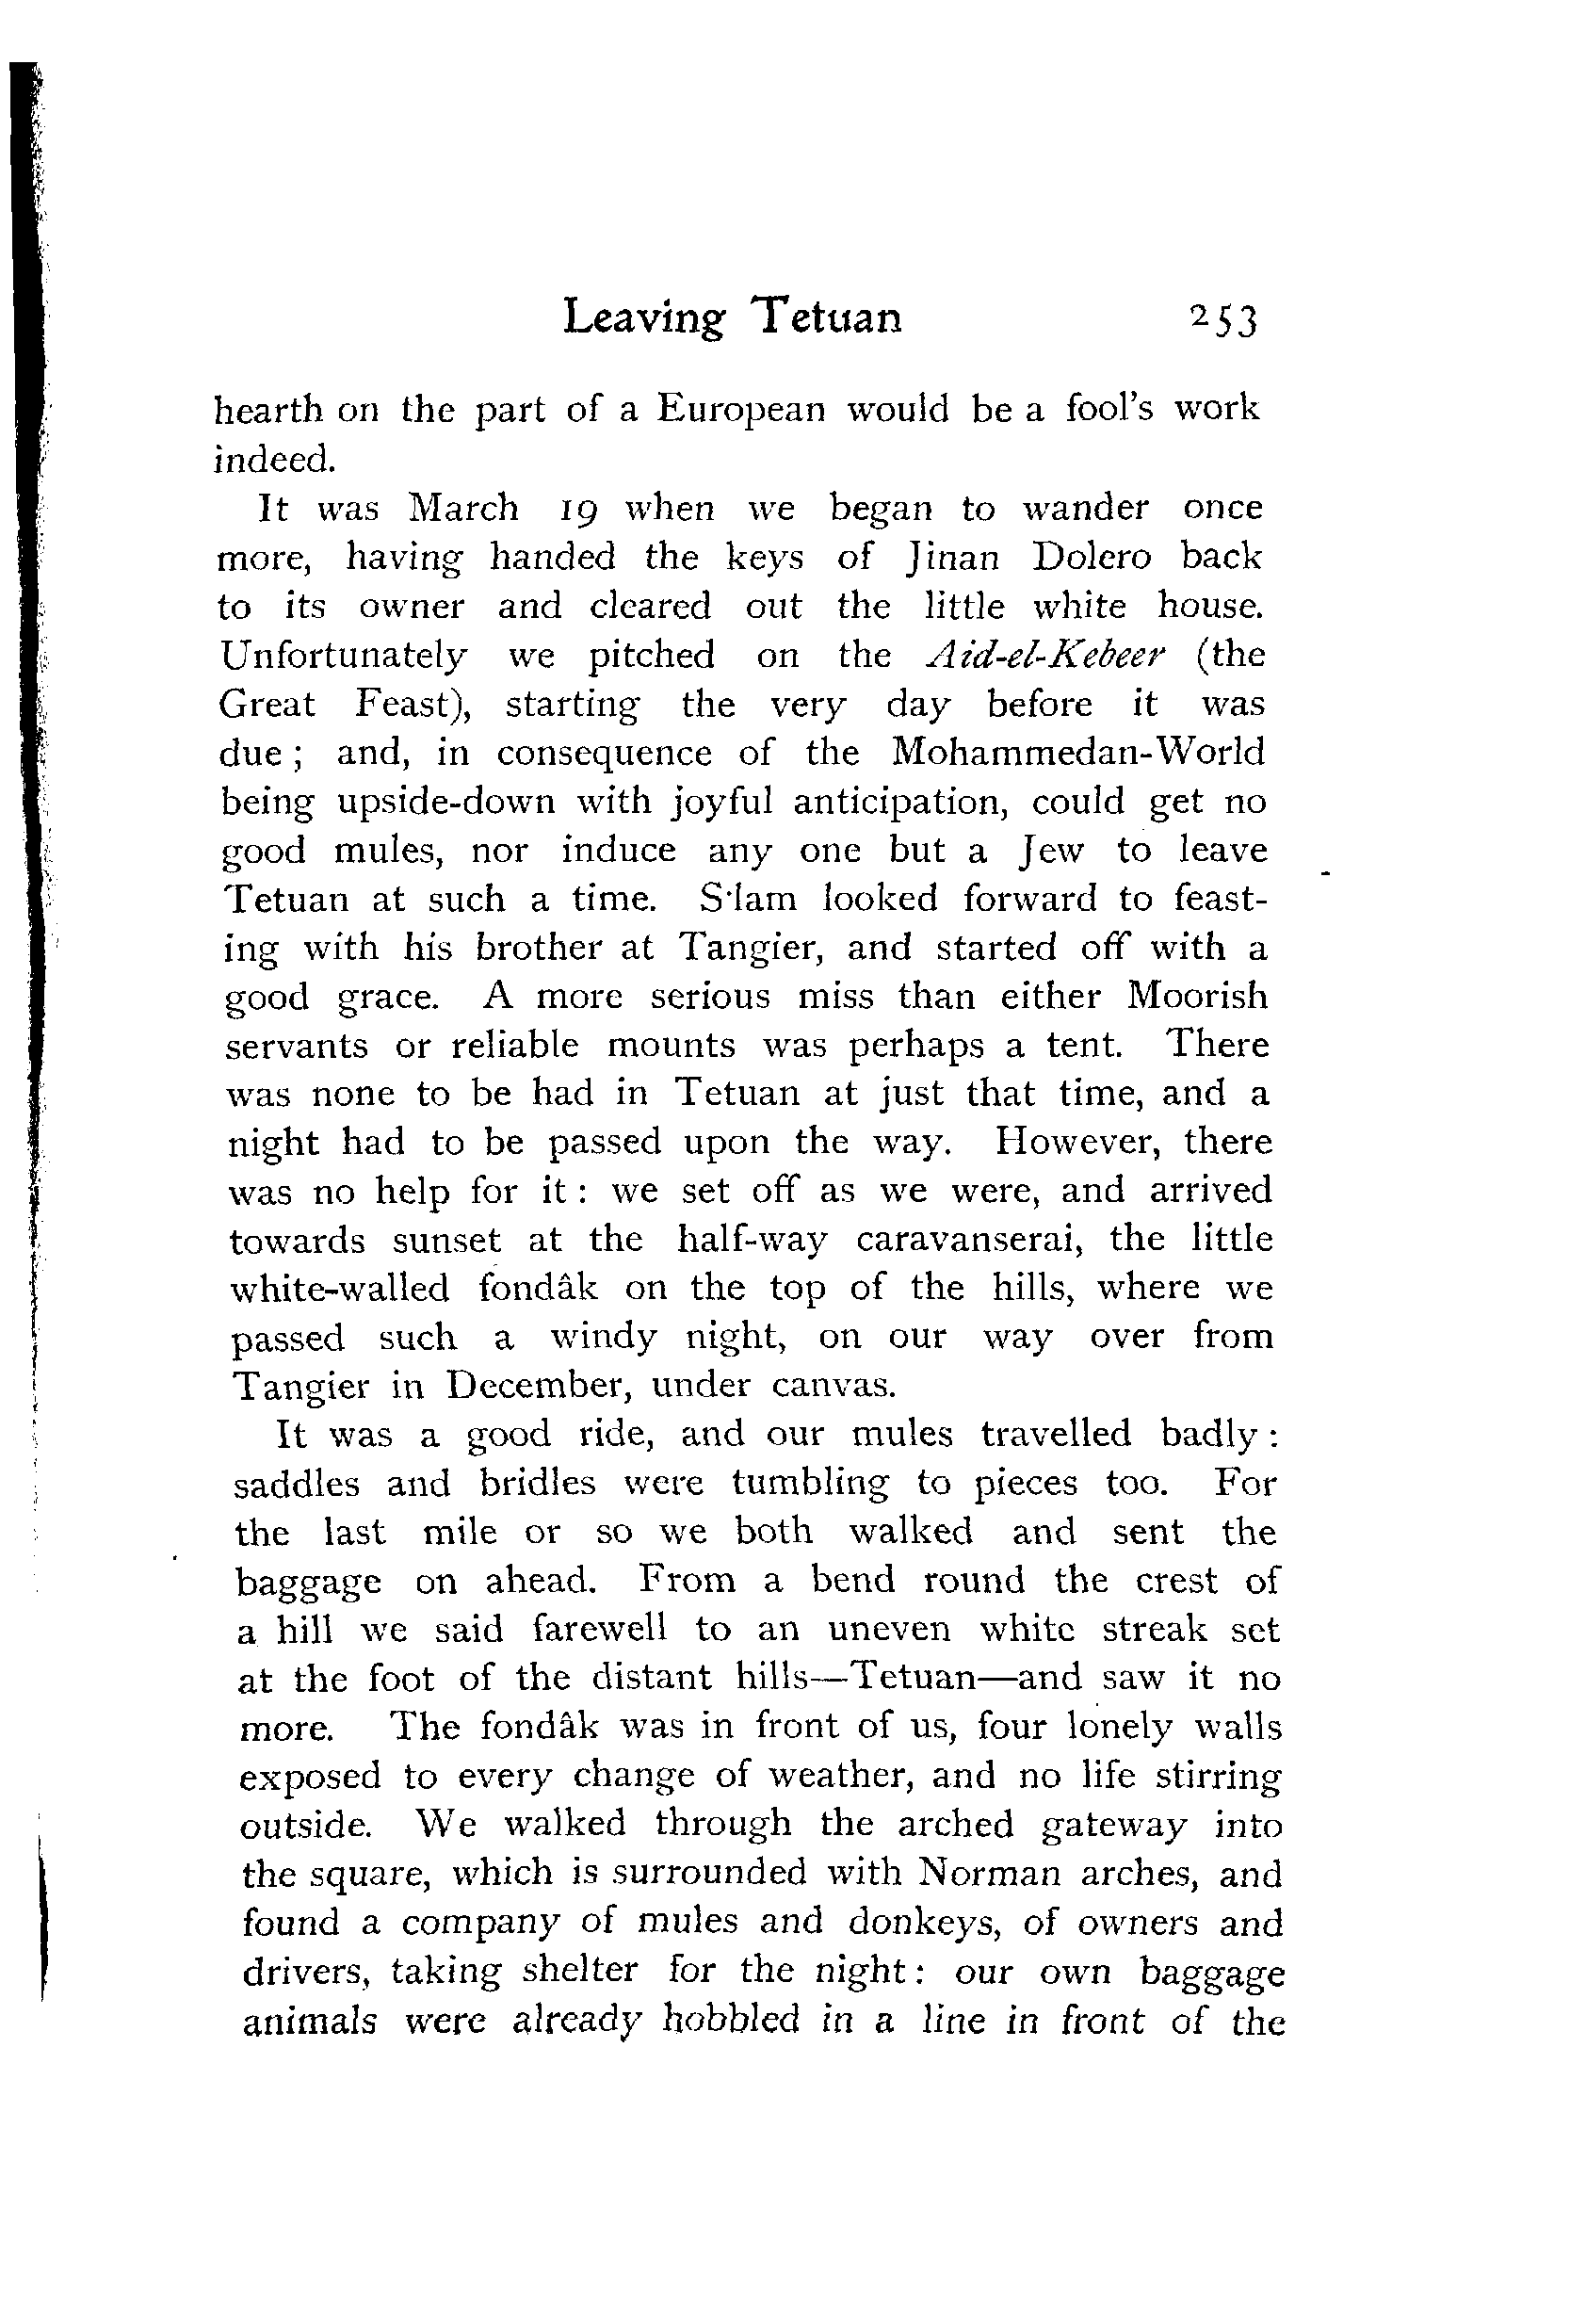 Leaving Tetuan 253
hearth on the part of a European would be a fool's work
indeed.
It was March 19 when we began to wander once
more, having handed the keys of Jinan Dolero back
to its owner and cleared out the little white house.
Unfortunately we pitched on the Aid-el-Kebeer (the
Great Feast), starting the very day before it was
due ; and, in consequence of the Mohammedan-World
being upside-down with joyful anticipation, could get no
good mules, nor induce any one but a Jew to leave
Tetuan at such a time. S·lam looked forward to feast-
ing with his brother at Tangier, and started off with a
good grace. A more serious miss than either Moorish
servants or reliable mounts was perhaps a tent. There
was none to be had in Tetuan at just that time, and a
night had to be passed upon the way. However, there
was no help for it : we set off as we were, and arrived
towards sunset at the half-way caravanserai, the little
white-walled fondâk on the top of the hills, where we
passed such a windy night, on our way over from
Tangier in December, under canvas.
It was a good ride, and our mules travelled badly :
saddles and bridles were tumbling to pieces too. For
the last mile or so we both walked and sent the
baggage on ahead. From a bend round the crest of
a hill we said farewell to an uneven white streak set
at the foot of the distant hills—Tetuan—and saw it no
more. The fondâk was in front of us, four lonely walls
exposed to every change of weather, and no life stirring
outside. We walked through the arched gateway into
the square, which is surrounded with Norman arches, and
found a company of mules and donkeys, of owners and
drivers, taking shelter for the night : our own baggage
animals were already hobbled in a line in front of the